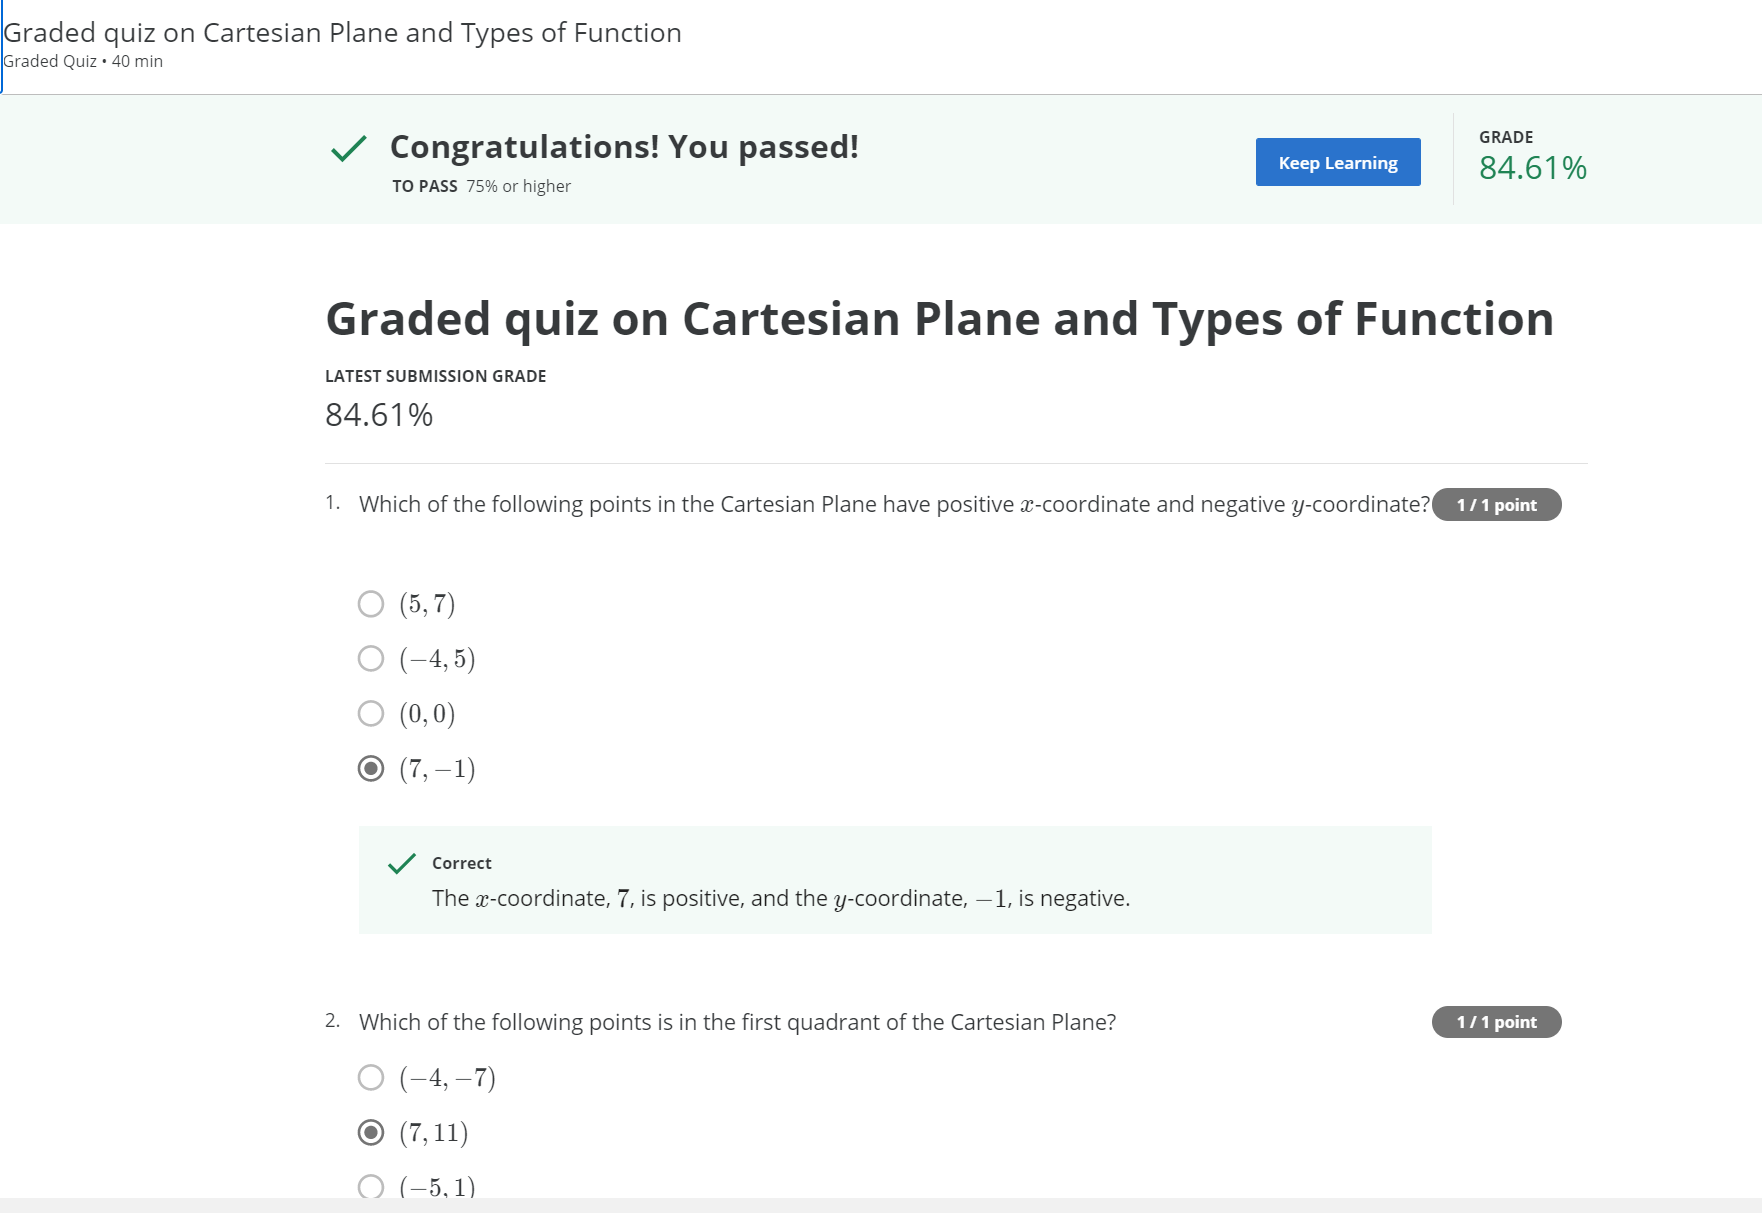 Graded quiz on Cartesian Plane and Types of Function
Graded Quiz • 40 min
Congratulations! You passed!
TO PASS 75% or higher
Keep Learning
GRADE
84.61%
Graded quiz on Cartesian Plane and Types of Function
LATEST SUBMISSION GRADE
84.61%
1. Which of the following points in the Cartesian Plane have positive x-coordinate and negative y-coordinate? 1 / 1 point
(5, 7)
(−4, 5)
(0, 0)
(7, −1)
Correct
The x-coordinate, 7, is positive, and the y-coordinate, −1, is negative.
2. Which of the following points is in the first quadrant of the Cartesian Plane? 1 / 1 point
(−4, −7)
(7, 11)
(−5, 1)